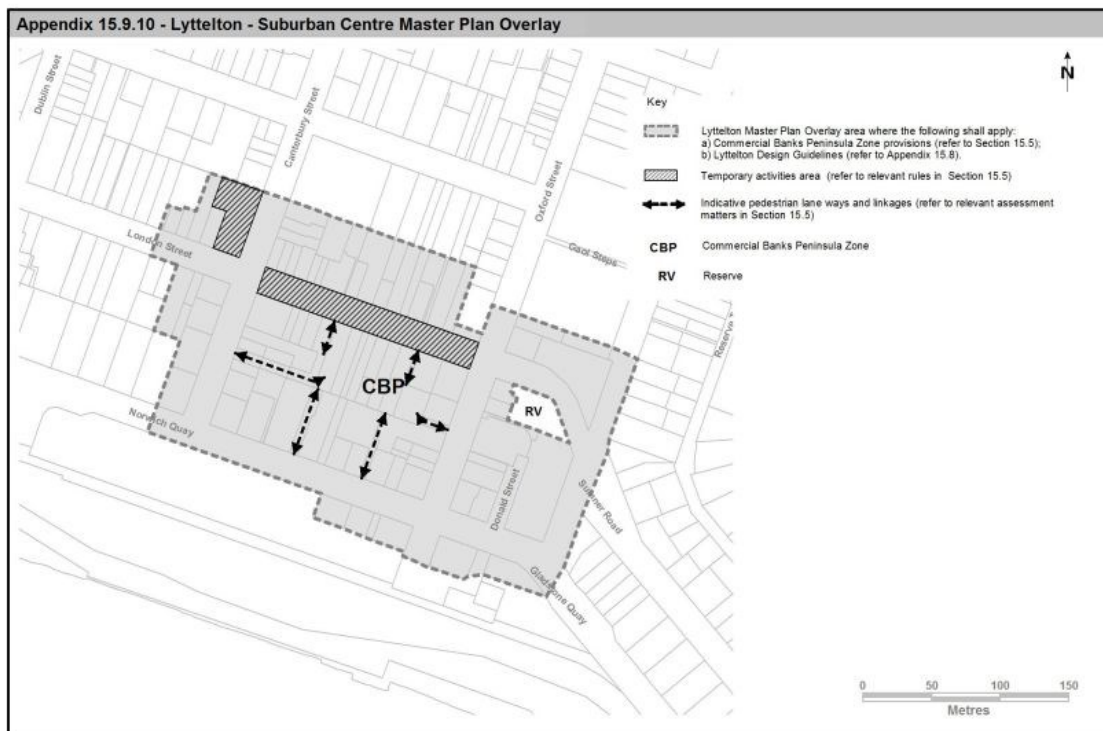 Appendix 15.9.10 - Lyttelton - Suburban Centre Master Plan Overlay
N
Key
Lyttelton Master Plan Overlay area where the following shall apply:
a) Commercial Banks Peninsula Zone provisions (refer to Section 15.5);
b) Lyttelton Design Guidelines (refer to Appendix 15.8).
Temporary activities area (refer to relevant rules in Section 15.5)
Indicative pedestrian lane ways and linkages (refer to relevant assessment
matters in Section 15.5)
CBP Commercial Banks Peninsula Zone
RV Reserve
Dublin Street
Canterbury Street
Oxford Street
London Street
Gaol Steps
Reserve
CBP
RV
Norwich Quay
Donald Street
Sumner Road
Gladstone Quay
0 50 100 150
Metres